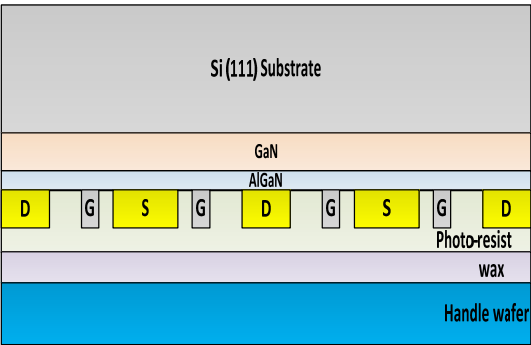 Si (111) Substrate
GaN
AlGaN
D G S G D G S G D
Photo-resist
wax
Handle wafer